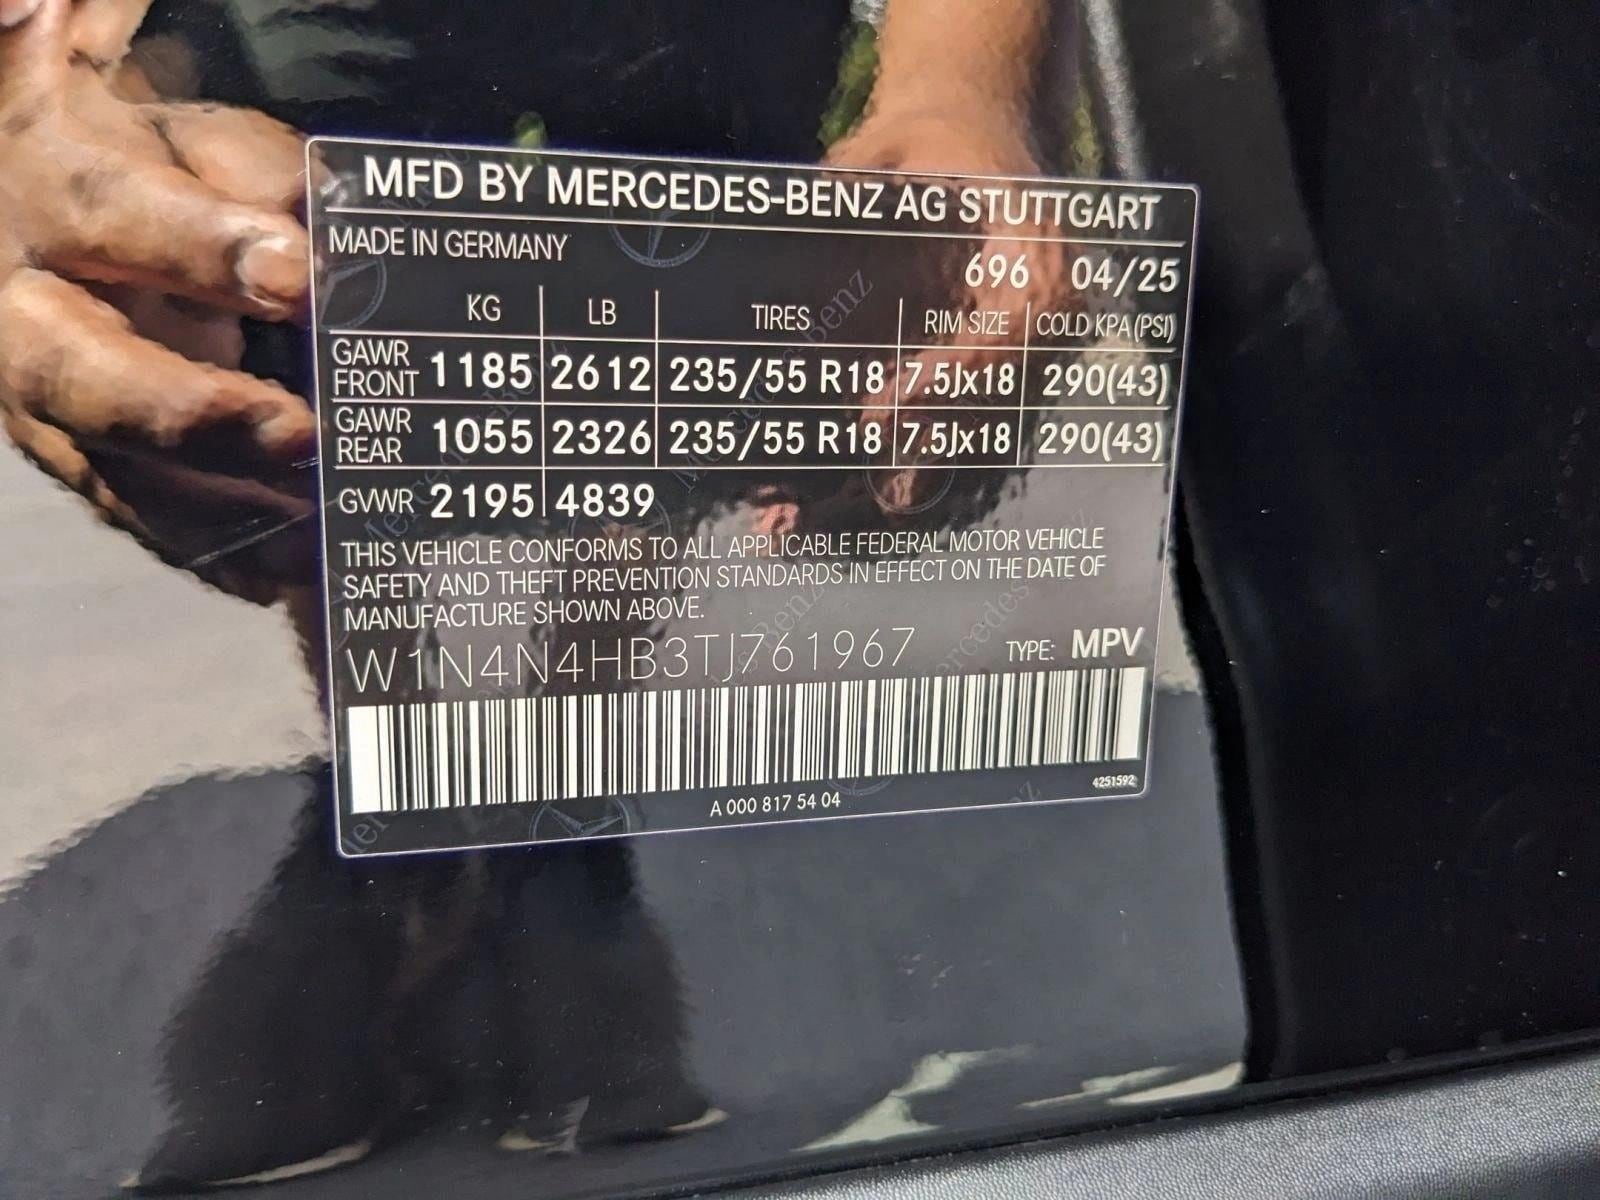 MFD BY MERCEDES-BENZ AG STUTTGART
MADE IN GERMANY
696 04/25
KG LB TIRES RIM SIZE COLD KPA (PSI)
GAWR FRONT 1185 2612 235/55 R18 7.5Jx18 290(43)
GAWR REAR 1055 2326 235/55 R18 7.5Jx18 290(43)
GVWR 2195 4839
THIS VEHICLE CONFORMS TO ALL APPLICABLE FEDERAL MOTOR VEHICLE
SAFETY AND THEFT PREVENTION STANDARDS IN EFFECT ON THE DATE OF
MANUFACTURE SHOWN ABOVE.
W1N4N4HB3TJ761967 TYPE: MPV
4251592
A 000 817 54 04